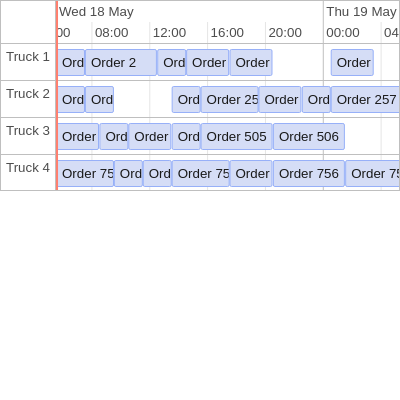 Wed 18 May Thu 19 May
00 08:00 12:00 16:00 20:00 00:00 04
Truck 1 Ord Order 2 Ord Order Order Order
Truck 2 Ord Ord Ord Order 25 Order Ord Order 257
Truck 3 Order Ord Order Ord Order 505 Order 506
Truck 4 Order 75 Ord Ord Order 75 Order Order 756 Order 75